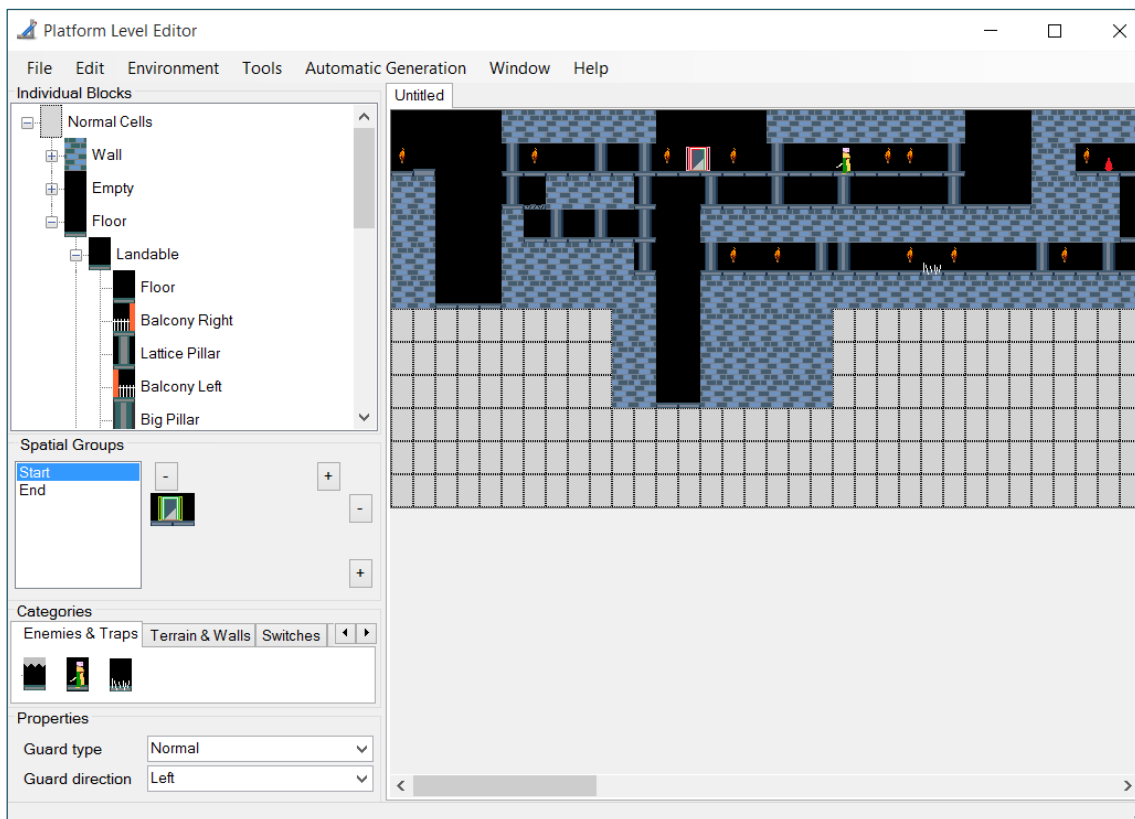 Platform Level Editor
File Edit Environment Tools Automatic Generation Window Help
Individual Blocks
Normal Cells
Wall
Empty
Floor
Landable
Floor
Balcony Right
Lattice Pillar
Balcony Left
Big Pillar
Spatial Groups
Start
End
-
+
-
+
Categories
Enemies & Traps Terrain & Walls Switches
Properties
Guard type Normal
Guard direction Left
Untitled